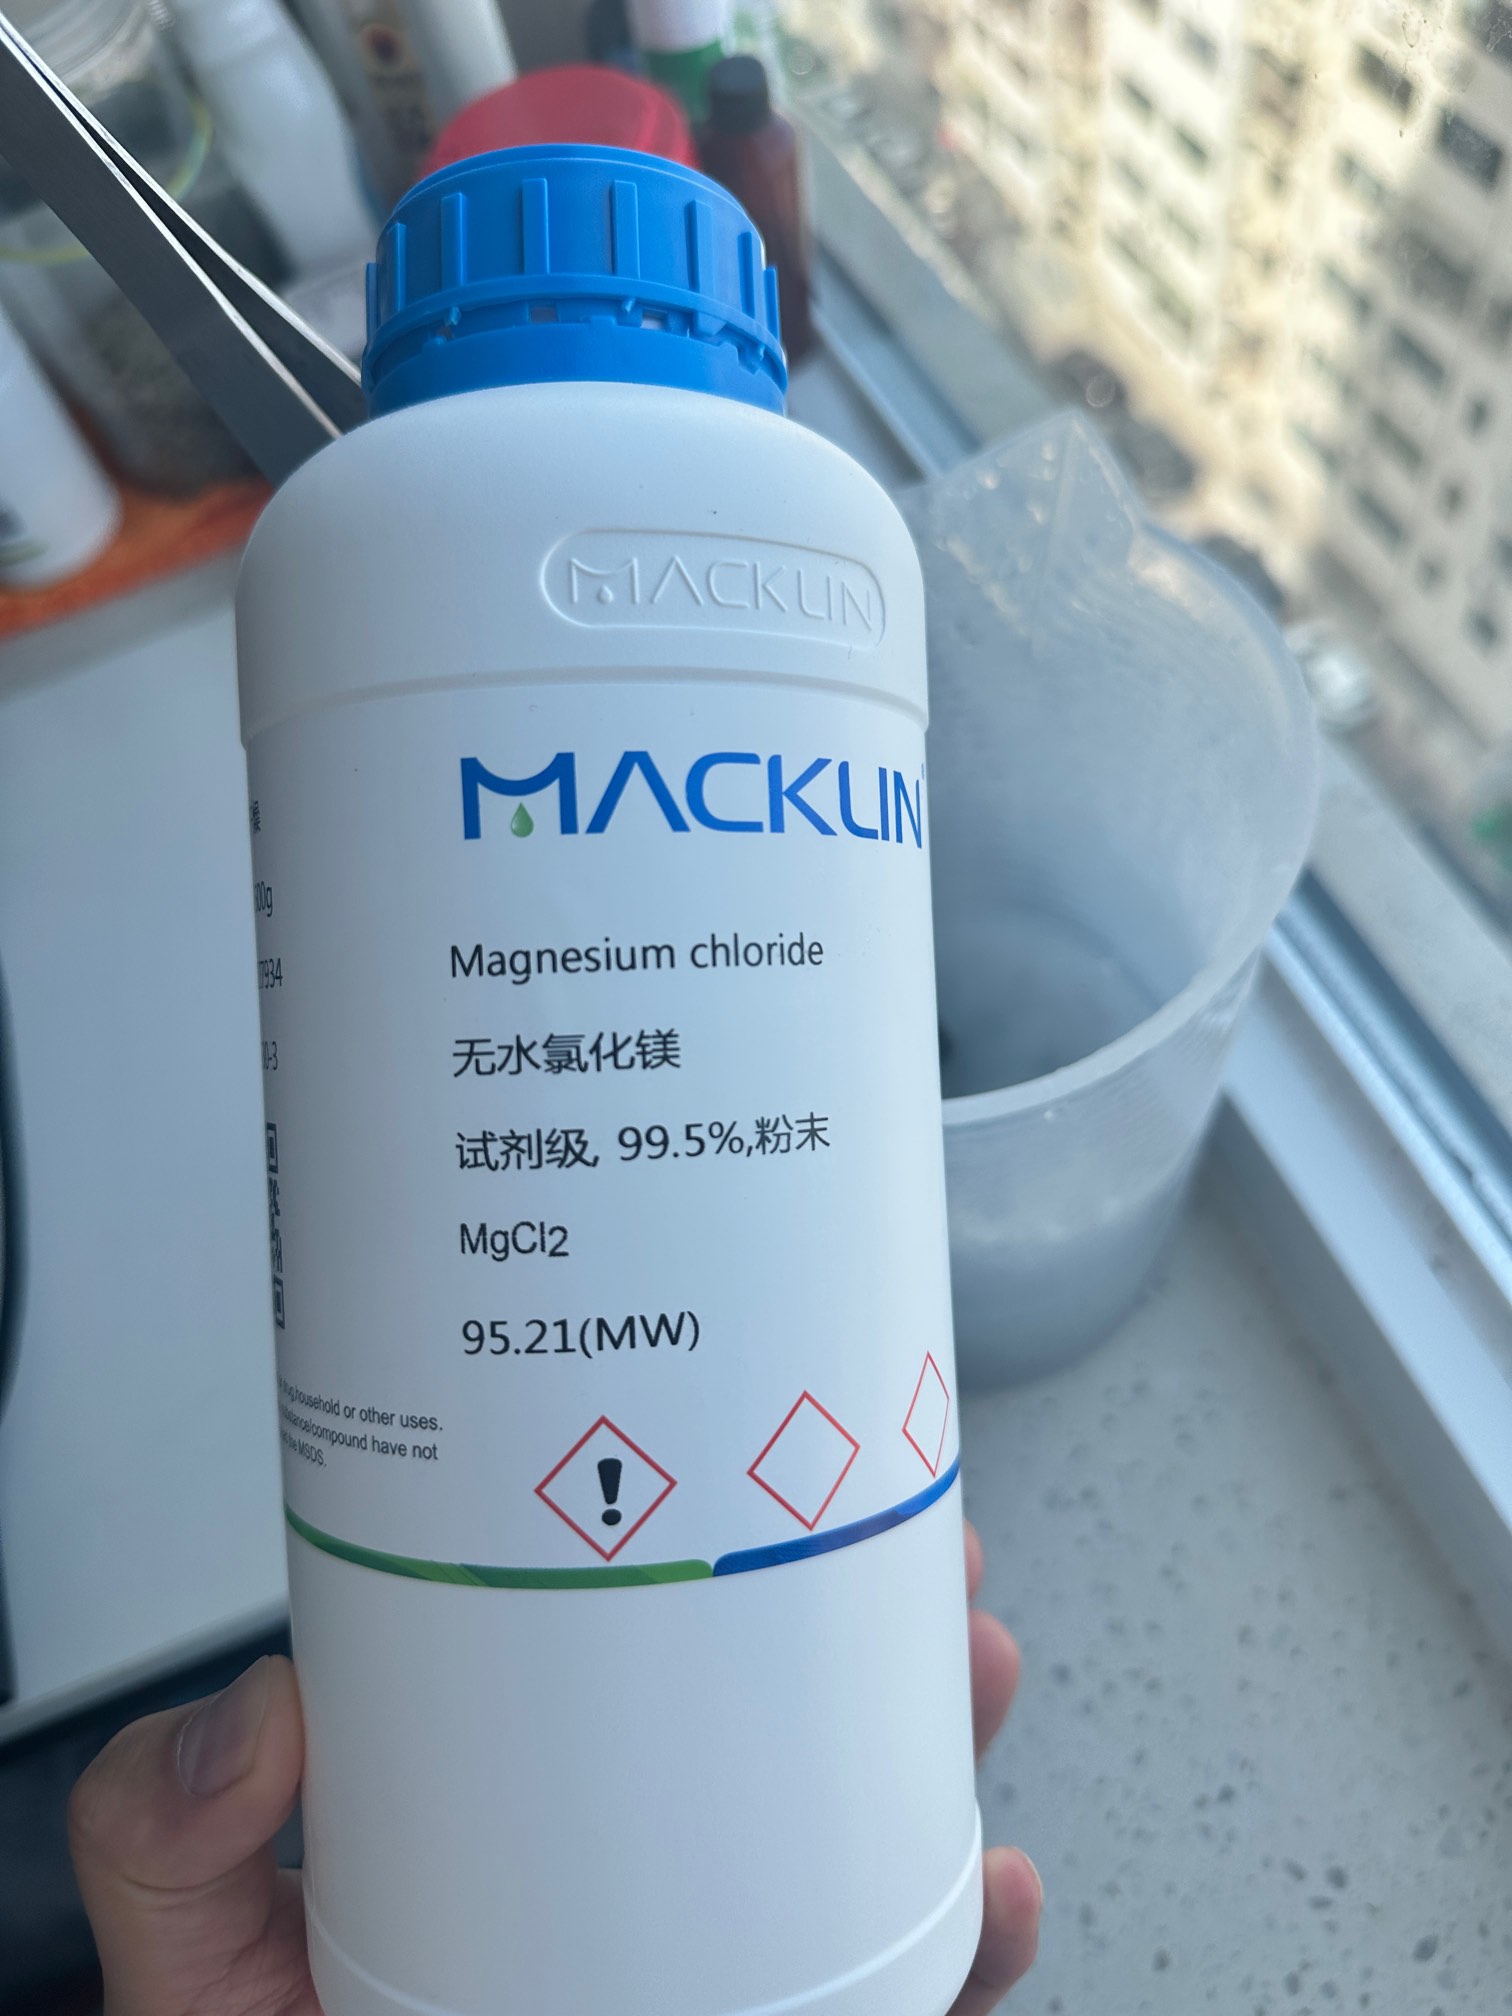 MACKLIN
MACKLIN
Magnesium chloride
无水氯化镁
试剂级, 99.5%,粉末
MgCl2
95.21(MW)
household or other uses.
compound have not
MSDS.